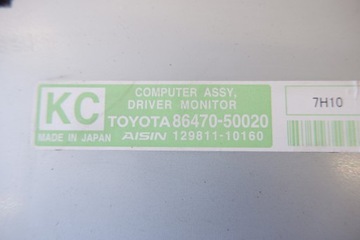 KC
COMPUTER ASSY,
DRIVER MONITOR
TOYOTA 86470-50020
MADE IN JAPAN AISIN 129811-10160
7H10